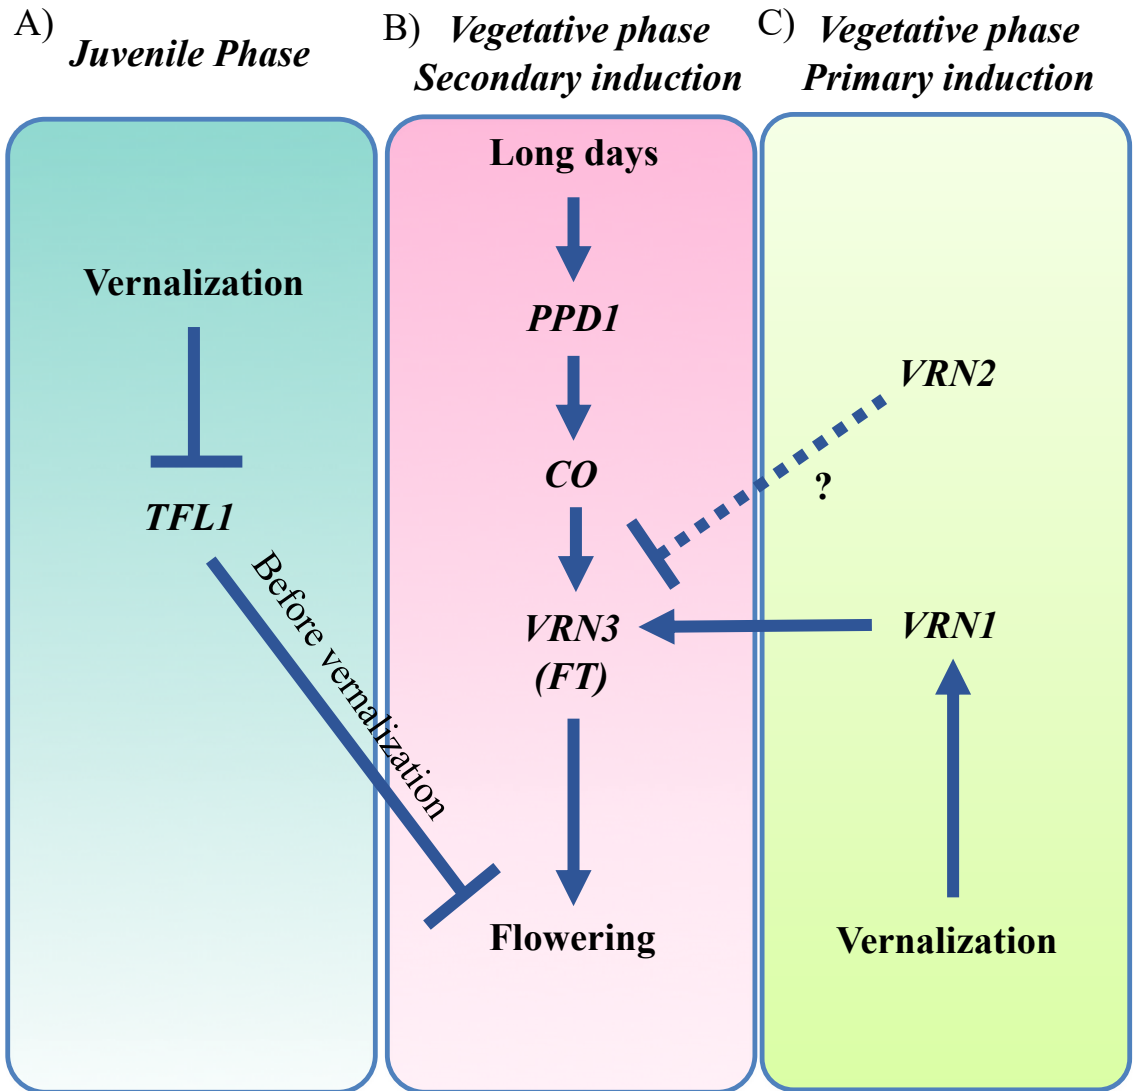 A)
Juvenile Phase
Vernalization
TFL1
Before vernalization
B)
Vegetative phase
Secondary induction
Long days
PPD1
CO
VRN3
(FT)
Flowering
C)
Vegetative phase
Primary induction
VRN2
?
VRN1
Vernalization